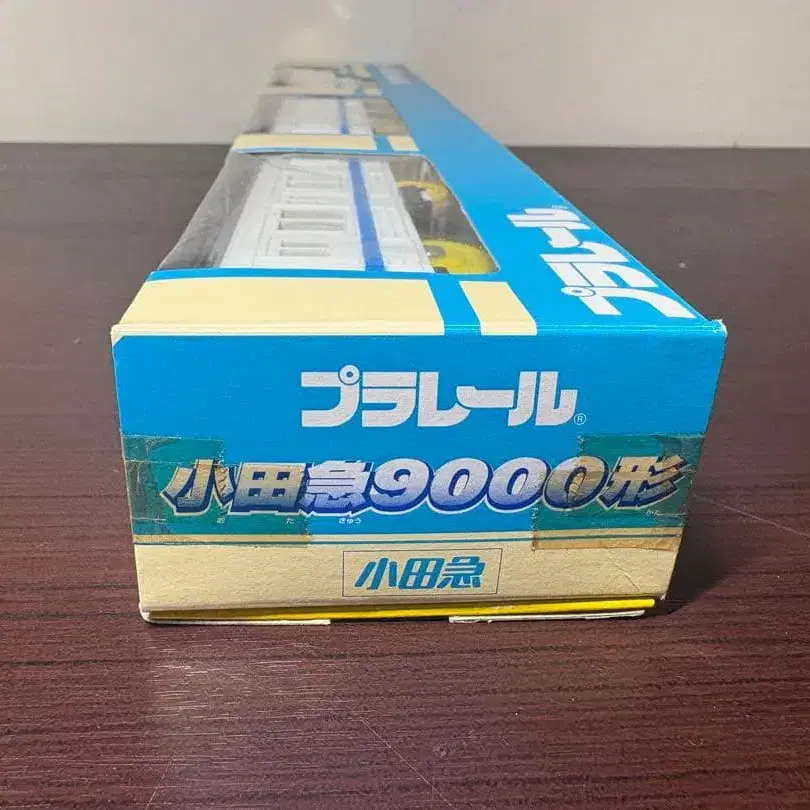 プラレール
プラレール®
小田急9000形
お だ きゅう がた
小田急